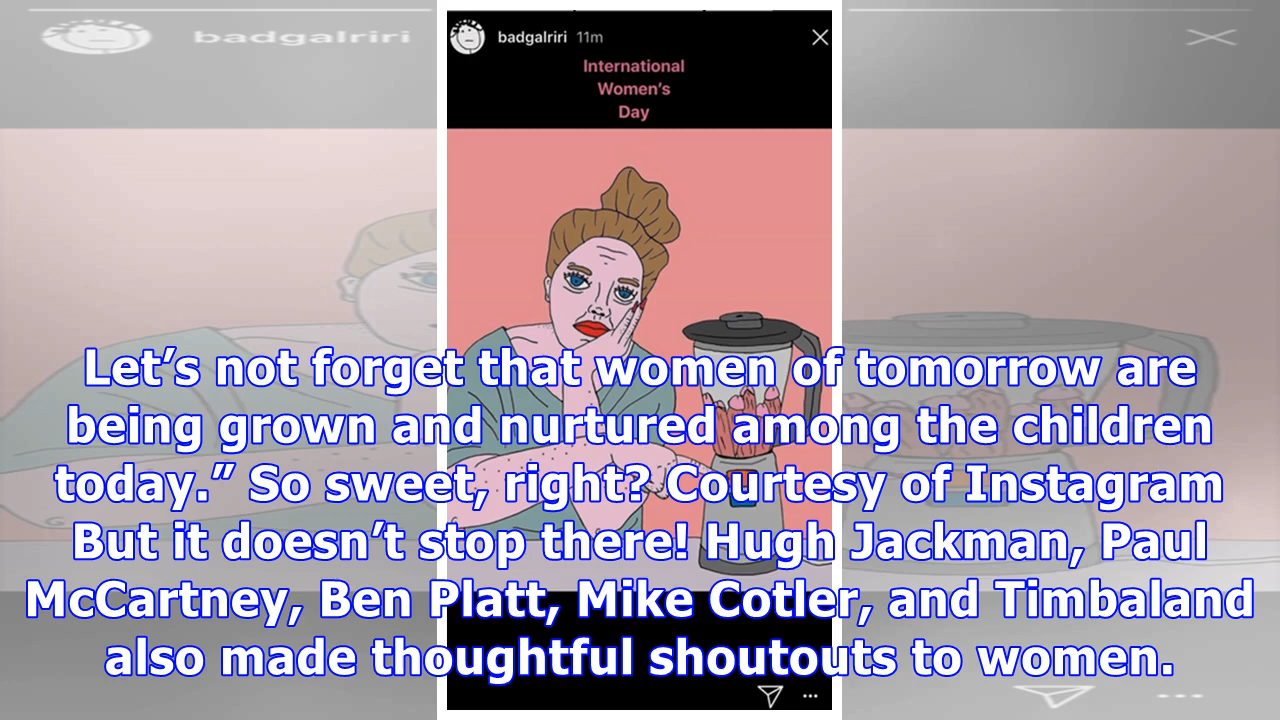 badgalriri
badgalriri 11m
International
Women's
Day
Let’s not forget that women of tomorrow are
being grown and nurtured among the children
today.” So sweet, right? Courtesy of Instagram
But it doesn’t stop there! Hugh Jackman, Paul
McCartney, Ben Platt, Mike Cotler, and Timbaland
also made thoughtful shoutouts to women.